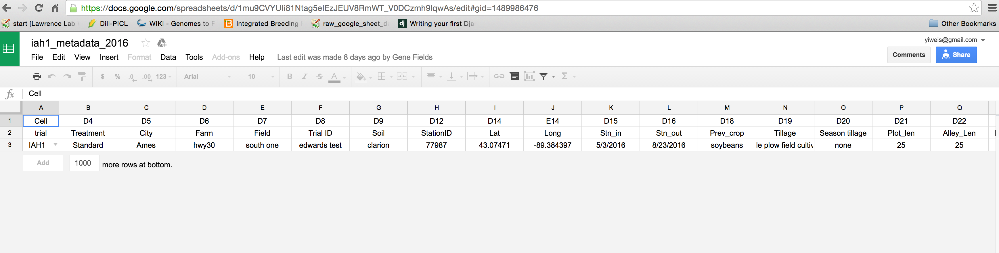 https://docs.google.com/spreadsheets/d/1mu9CVYUIi81Ntag5eIEzJEUV8RmWT_V0DCzmh9lqwAs/edit#gid=1489986476
start [Lawrence Lab Dill-PICL WIKI - Genomes to F Integrated Breeding raw_google_sheet_d dj Writing your first Dja Other Bookmarks
iah1_metadata_2016 yiweis@gmail.com
File Edit View Insert Format Data Tools Add-ons Help Last edit was made 8 days ago by Gene Fields Comments Share
$ % .0 .00 123 Arial 10 B I S A Σ
fx Cell
A B C D E F G H I J K L M N O P Q
1 Cell D4 D5 D6 D7 D8 D9 D12 D14 E14 D15 D16 D18 D19 D20 D21 D22
2 trial Treatment City Farm Field Trial ID Soil StationID Lat Long Stn_in Stn_out Prev_crop Tillage Season tillage Plot_len Alley_Len
3 IAH1 Standard Ames hwy30 south one edwards test clarion 77987 43.07471 -89.384397 5/3/2016 8/23/2016 soybeans le plow field cultiv none 25 25
Add 1000 more rows at bottom.